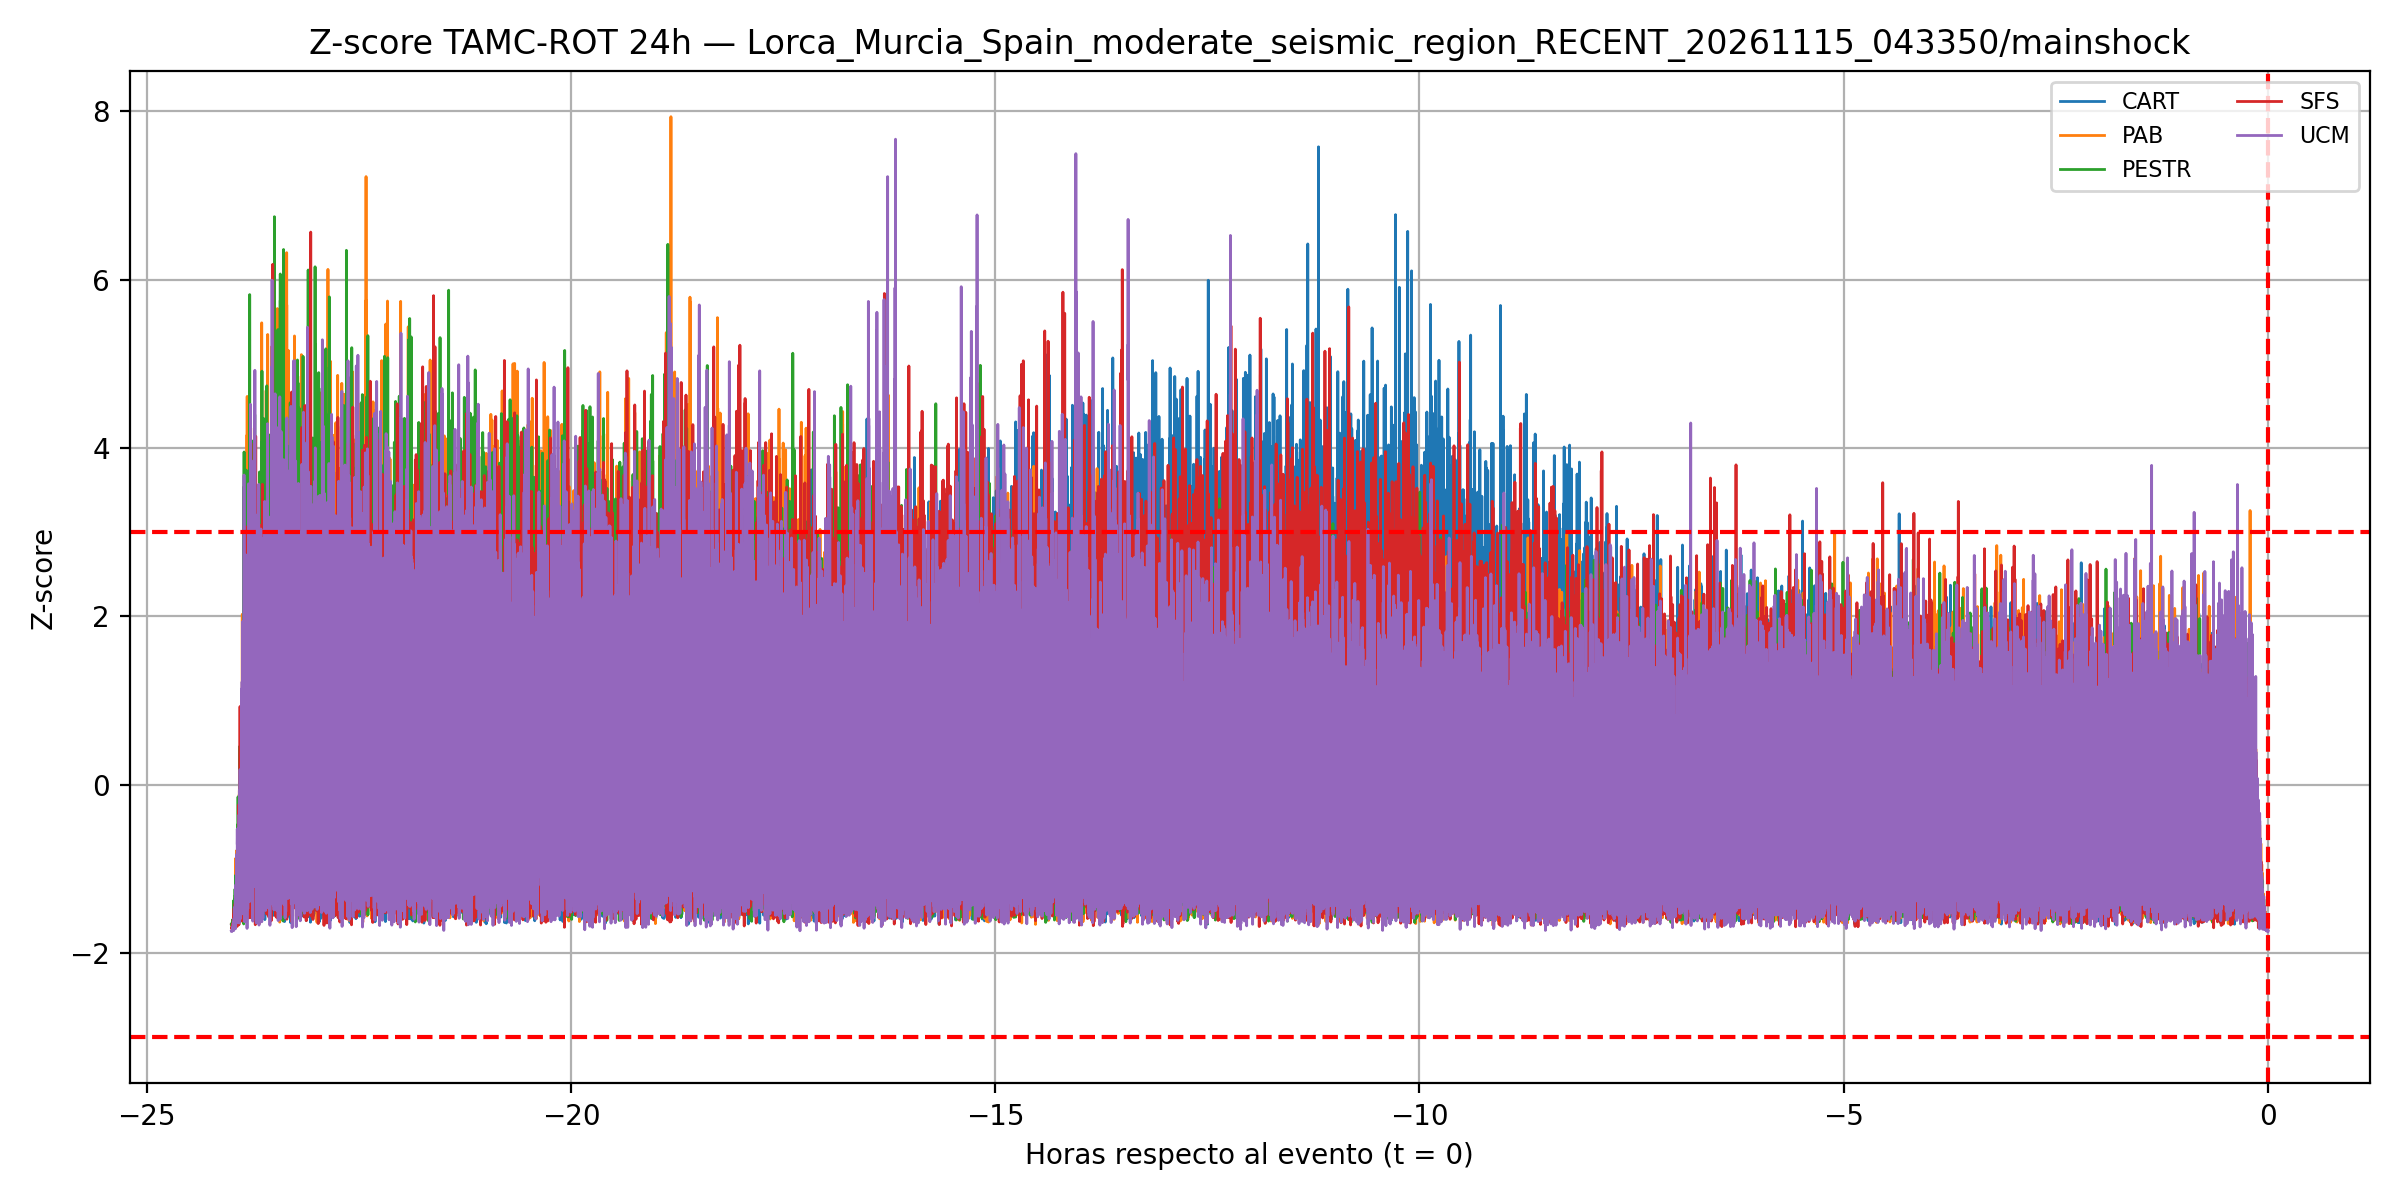 Z-score TAMC-ROT 24h — Lorca_Murcia_Spain_moderate_seismic_region_RECENT_20261115_043350/mainshock
CART
PAB
PESTR
SFS
UCM
Z-score
8
6
4
2
0
−2
−25
−20
−15
−10
−5
0
Horas respecto al evento (t = 0)